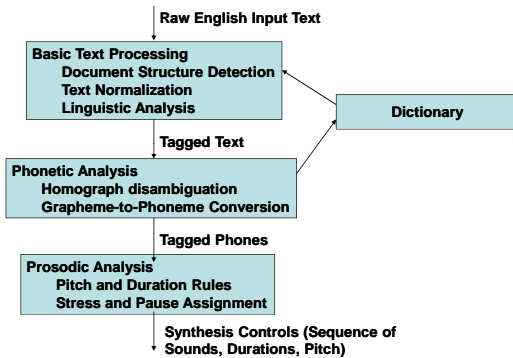 Raw English Input Text
Basic Text Processing
Document Structure Detection
Text Normalization
Linguistic Analysis
Dictionary
Tagged Text
Phonetic Analysis
Homograph disambiguation
Grapheme-to-Phoneme Conversion
Tagged Phones
Prosodic Analysis
Pitch and Duration Rules
Stress and Pause Assignment
Synthesis Controls (Sequence of
Sounds, Durations, Pitch)